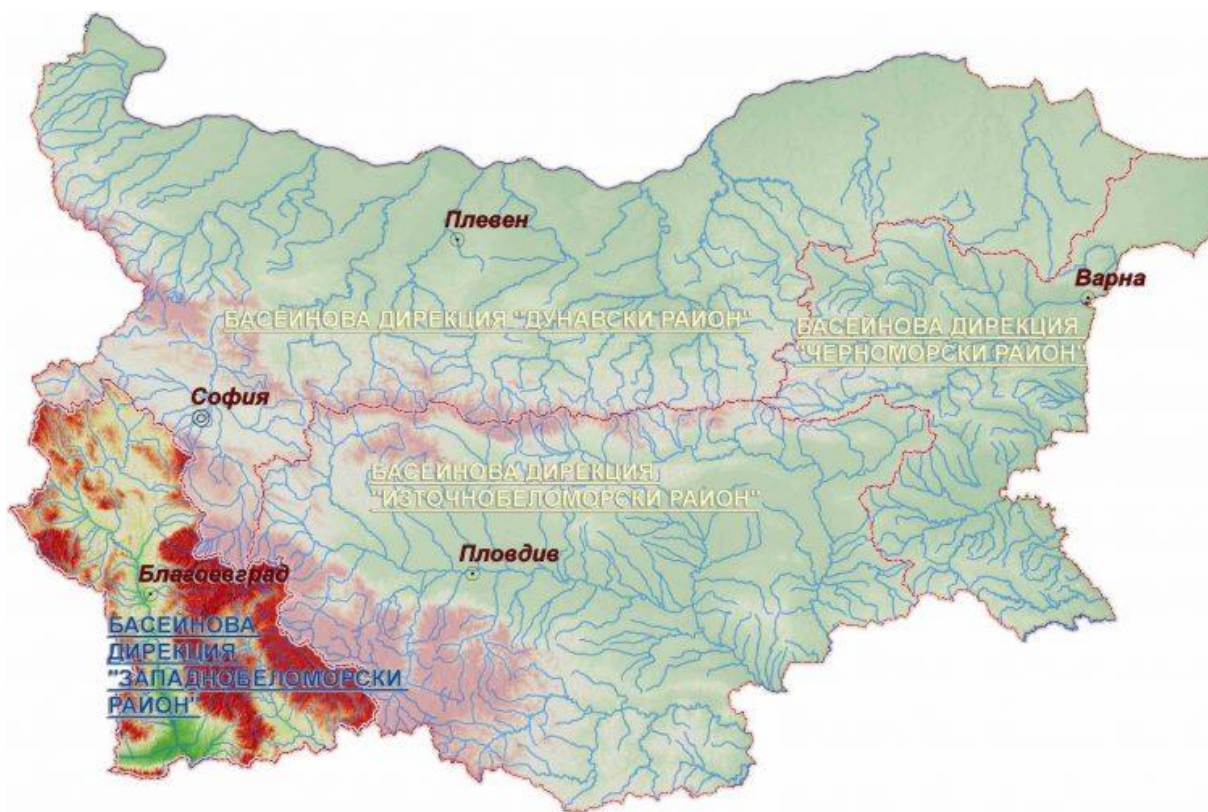 Плевен
Варна
БАСЕЙНОВА ДИРЕКЦИЯ "ДУНАВСКИ РАЙОН"
БАСЕЙНОВА ДИРЕКЦИЯ
"ЧЕРНОМОРСКИ РАЙОН"
София
БАСЕЙНОВА ДИРЕКЦИЯ
"ИЗТОЧНОБЕЛОМОРСКИ РАЙОН"
Пловдив
Благоевград
БАСЕЙНОВА
ДИРЕКЦИЯ
"ЗАПАДНОБЕЛОМОРСКИ
РАЙОН"